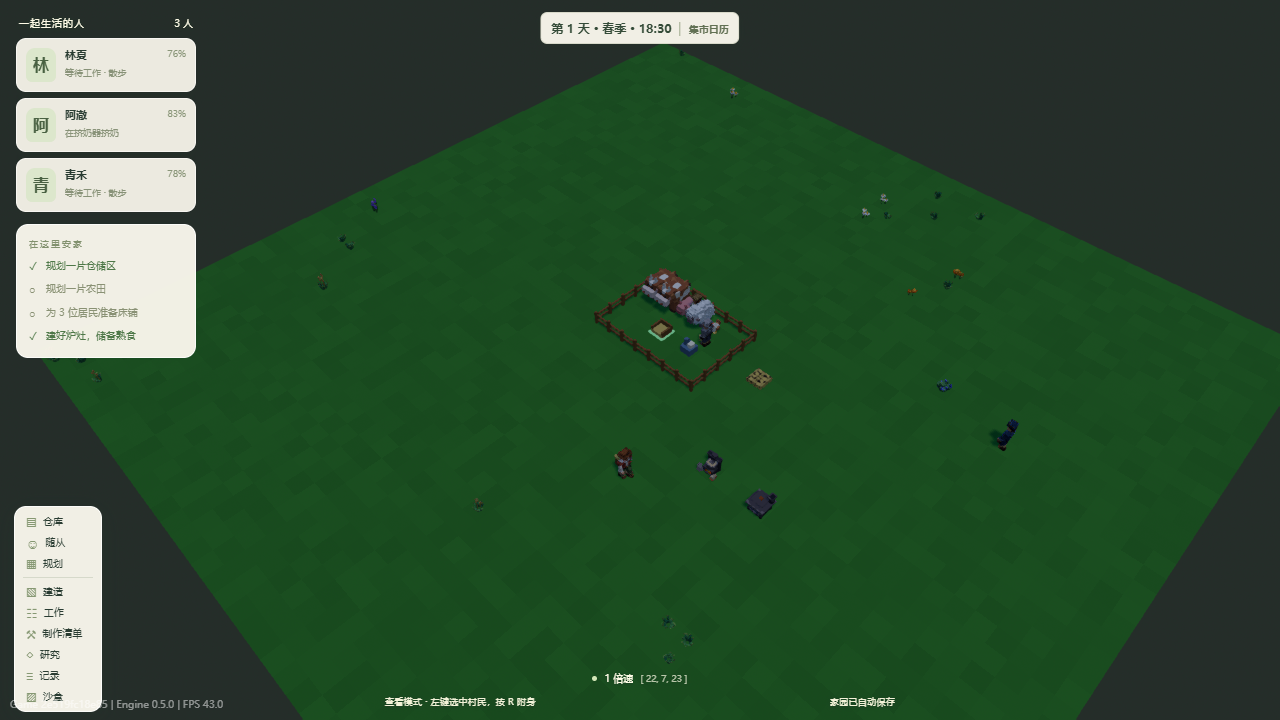 一起生活的人
3 人
第 1 天 • 春季 • 18:30
集市日历
林
林夏
76%
等待工作 · 散步
阿
阿澈
83%
在挤奶器挤奶
青
青禾
78%
等待工作 · 散步
在这里安家
✓ 规划一片仓储区
○ 规划一片农田
○ 为 3 位居民准备床铺
✓ 建好炉灶，储备熟食
仓库
随从
规划
建造
工作
制作清单
研究
记录
沙盒
1 倍速
[ 22, 7, 23 ]
| Engine 0.5.0 | FPS 43.0
查看模式 · 左键选中村民，按 R 附身
家园已自动保存